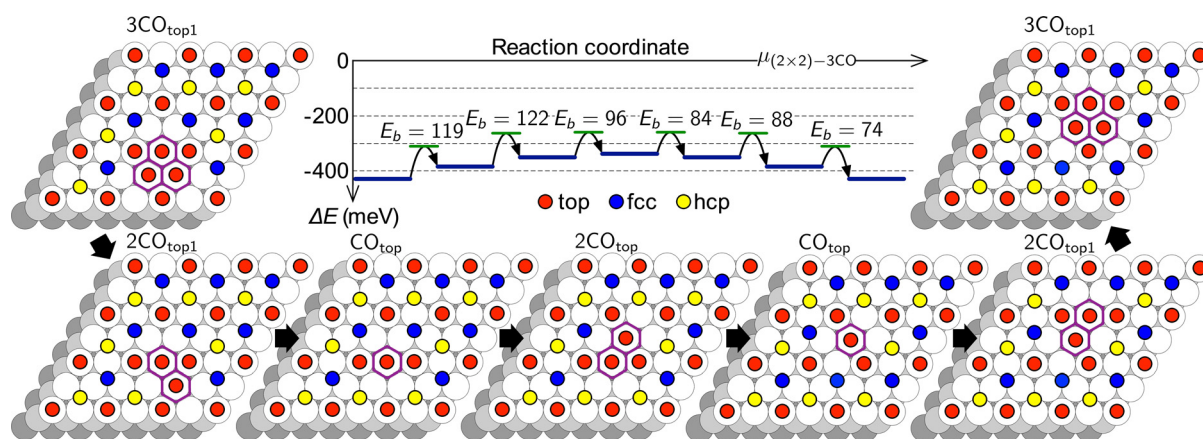 3CO_top1
3CO_top1
Reaction coordinate
μ_(2×2)−3CO
0
-200
-400
E_b = 119
E_b = 122
E_b = 96
E_b = 84
E_b = 88
E_b = 74
ΔE (meV)
top
fcc
hcp
2CO_top1
CO_top
2CO_top
CO_top
2CO_top1